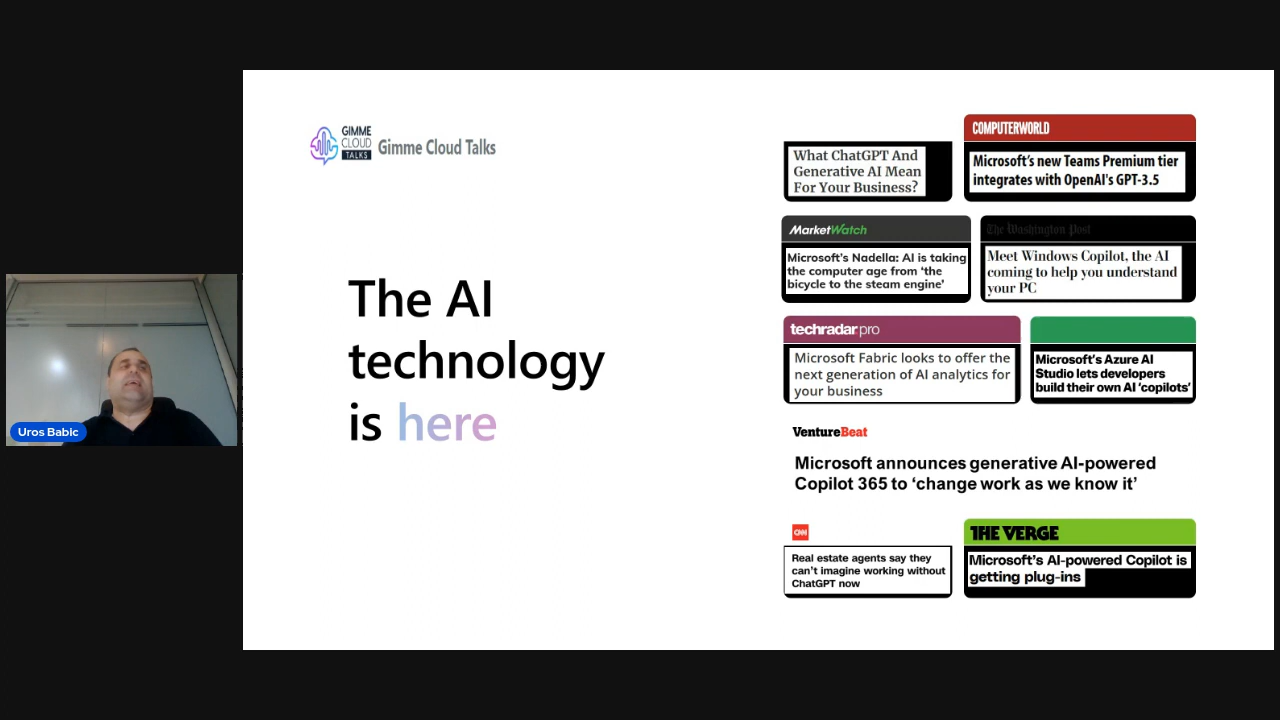 GIMME
CLOUD
TALKS
Gimme Cloud Talks
The AI
technology
is here
What ChatGPT And
Generative AI Mean
For Your Business?
COMPUTERWORLD
Microsoft's new Teams Premium tier
integrates with OpenAI's GPT-3.5
MarketWatch
Microsoft's Nadella: AI is taking
the computer age from 'the
bicycle to the steam engine'
The Washington Post
Meet Windows Copilot, the AI
coming to help you understand
your PC
techradar pro
Microsoft Fabric looks to offer the
next generation of AI analytics for
your business
Microsoft's Azure AI
Studio lets developers
build their own AI 'copilots'
VentureBeat
Microsoft announces generative AI-powered
Copilot 365 to 'change work as we know it'
CNN
Real estate agents say they
can't imagine working without
ChatGPT now
THE VERGE
Microsoft's AI-powered Copilot is
getting plug-ins
Uros Babic